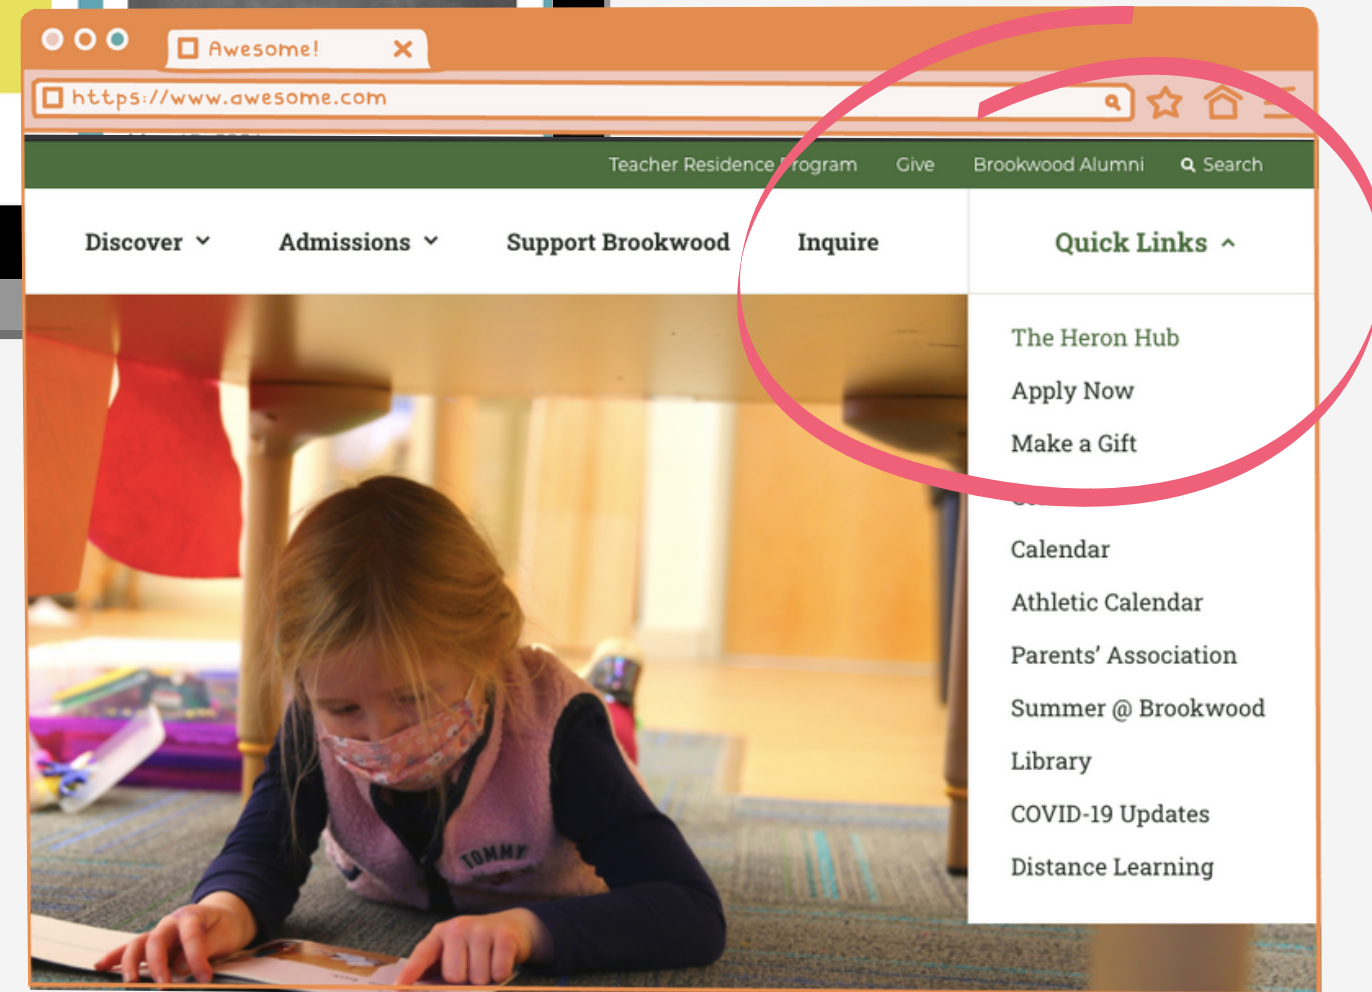 Awesome!
https://www.awesome.com
Teacher Residence Program Give Brookwood Alumni Search
Discover Admissions Support Brookwood Inquire Quick Links
The Heron Hub
Apply Now
Make a Gift
Calendar
Athletic Calendar
Parents’ Association
Summer @ Brookwood
Library
COVID-19 Updates
Distance Learning
TOMMY